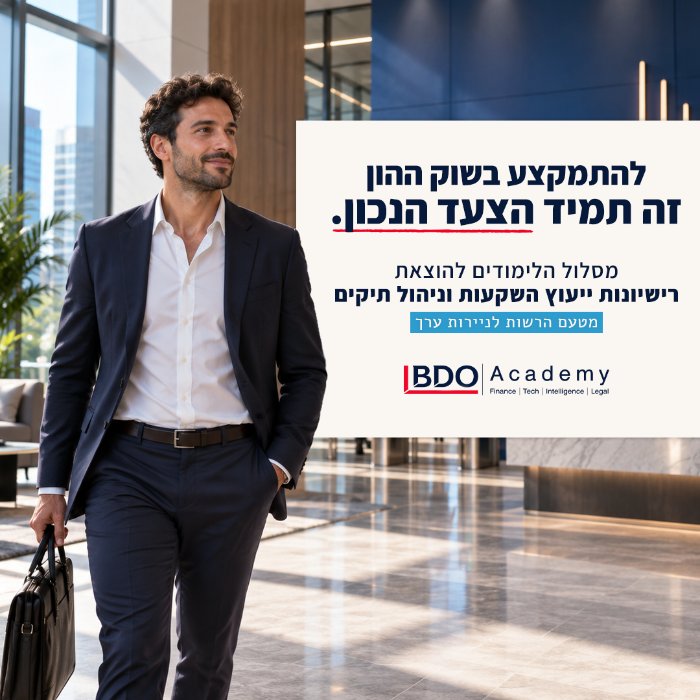 להתמקצע בשוק ההון
זה תמיד הצעד הנכון.
מסלול הלימודים להוצאת
רישיונות ייעוץ השקעות וניהול תיקים
מטעם הרשות לניירות ערך
BDO Academy
Finance | Tech | Intelligence | Legal